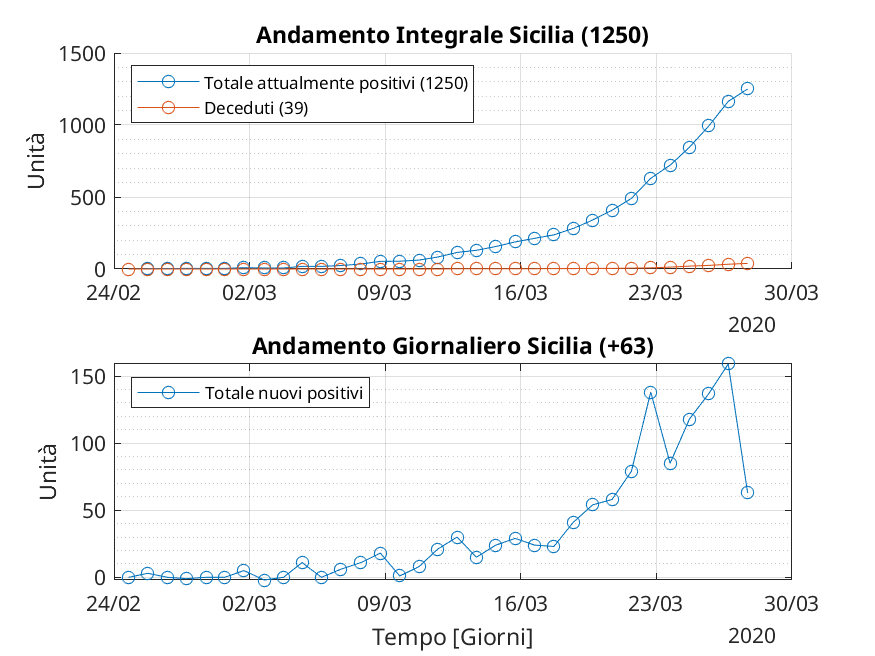 Andamento Integrale Sicilia (1250)
1500
1000
500
0
Unità
Totale attualmente positivi (1250)
Deceduti (39)
24/02 02/03 09/03 16/03 23/03 30/03
2020
Andamento Giornaliero Sicilia (+63)
150
100
50
0
Unità
Totale nuovi positivi
24/02 02/03 09/03 16/03 23/03 30/03
Tempo [Giorni]
2020